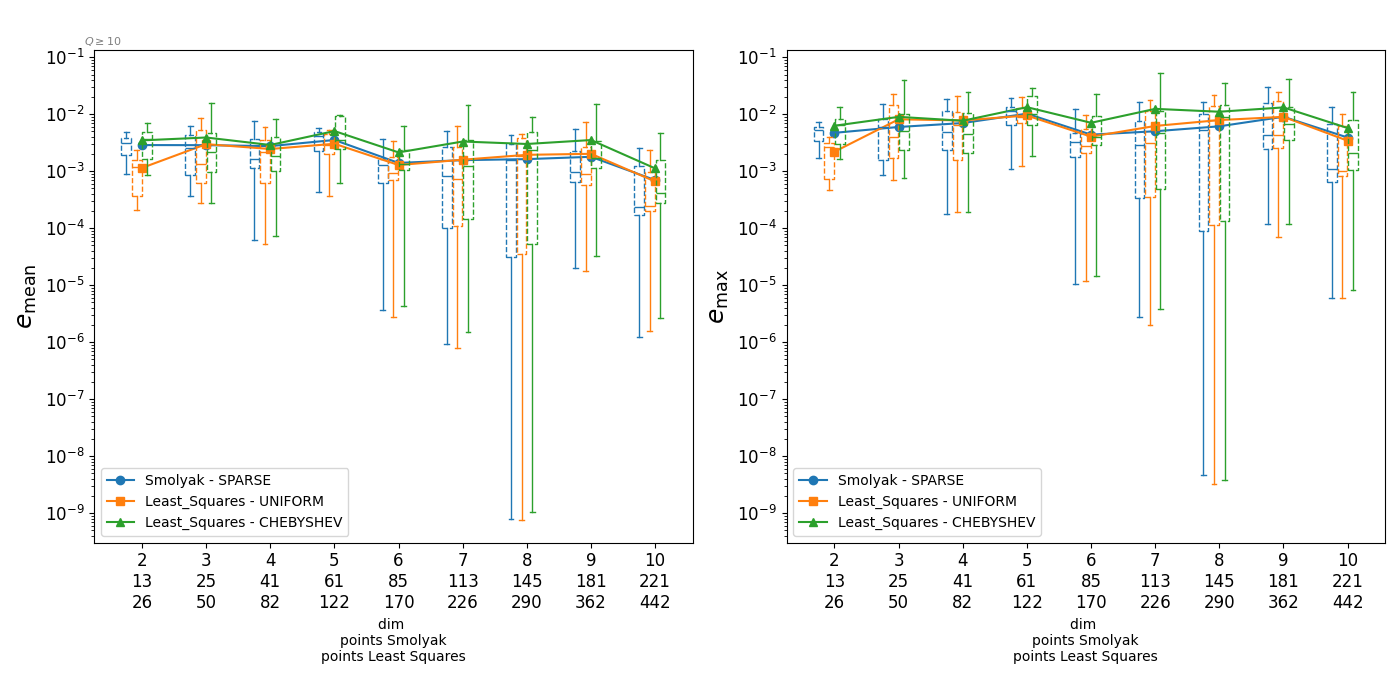 Q ≥ 10
10⁻¹
10⁻²
10⁻³
10⁻⁴
10⁻⁵
10⁻⁶
10⁻⁷
10⁻⁸
10⁻⁹
e_mean
Smolyak - SPARSE
Least_Squares - UNIFORM
Least_Squares - CHEBYSHEV
2 3 4 5 6 7 8 9 10
13 25 41 61 85 113 145 181 221
26 50 82 122 170 226 290 362 442
dim
points Smolyak
points Least Squares
10⁻¹
10⁻²
10⁻³
10⁻⁴
10⁻⁵
10⁻⁶
10⁻⁷
10⁻⁸
10⁻⁹
e_max
Smolyak - SPARSE
Least_Squares - UNIFORM
Least_Squares - CHEBYSHEV
2 3 4 5 6 7 8 9 10
13 25 41 61 85 113 145 181 221
26 50 82 122 170 226 290 362 442
dim
points Smolyak
points Least Squares